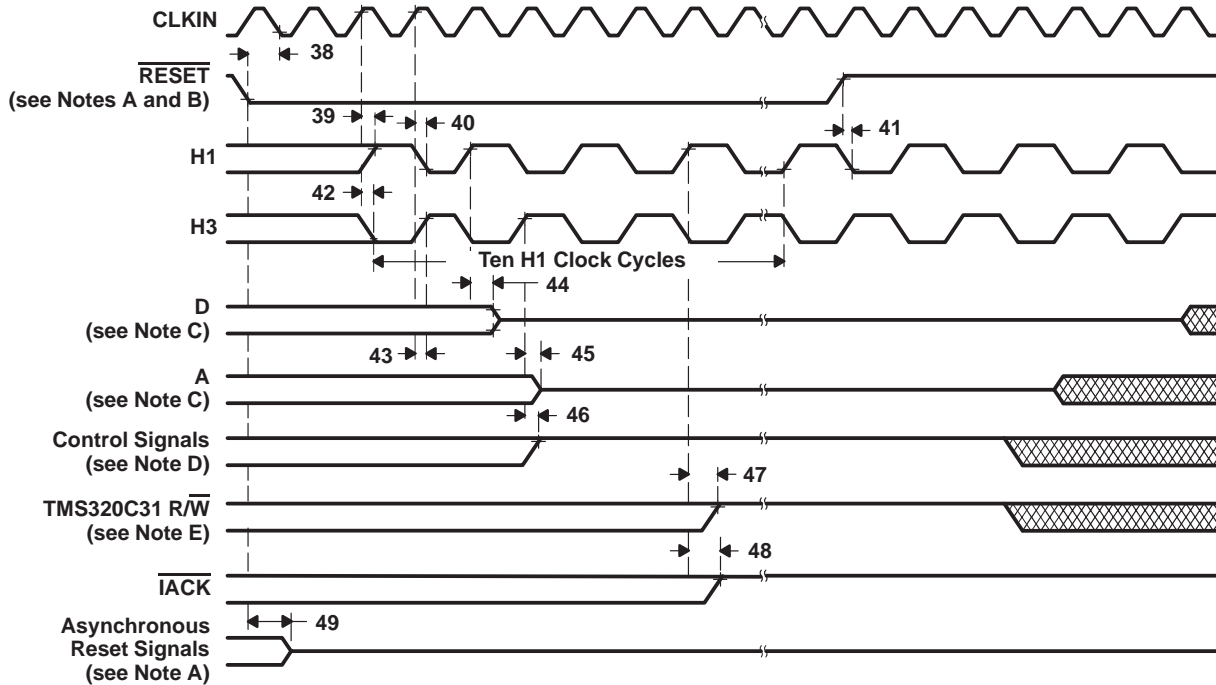 CLKIN
38
RESET
(see Notes A and B)
39
40
41
H1
42
H3
Ten H1 Clock Cycles
44
D
(see Note C)
43
45
A
(see Note C)
46
Control Signals
(see Note D)
47
TMS320C31 R/W
(see Note E)
48
IACK
49
Asynchronous
Reset Signals
(see Note A)